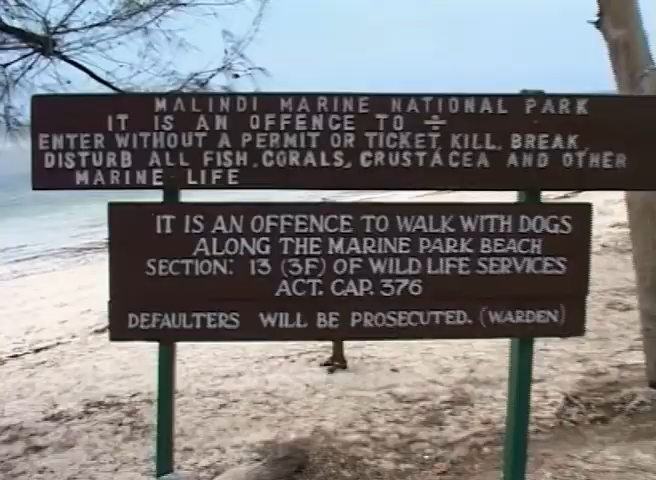 MALINDI MARINE NATIONAL PARK
IT IS AN OFFENCE TO ÷
ENTER WITHOUT A PERMIT OR TICKET, KILL, BREAK,
DISTURB ALL FISH, CORALS, CRUSTACEA AND OTHER
MARINE LIFE
IT IS AN OFFENCE TO WALK WITH DOGS
ALONG THE MARINE PARK BEACH
SECTION: 13 (3F) OF WILD LIFE SERVICES
ACT. CAP. 376
DEFAULTERS WILL BE PROSECUTED. (WARDEN)